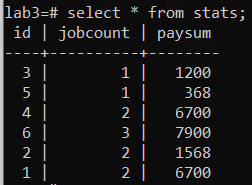 lab3=# select * from stats;
 id | jobcount | paysum
----+----------+--------
  3 |        1 |   1200
  5 |        1 |    368
  4 |        2 |   6700
  6 |        3 |   7900
  2 |        2 |   1568
  1 |        2 |   6700